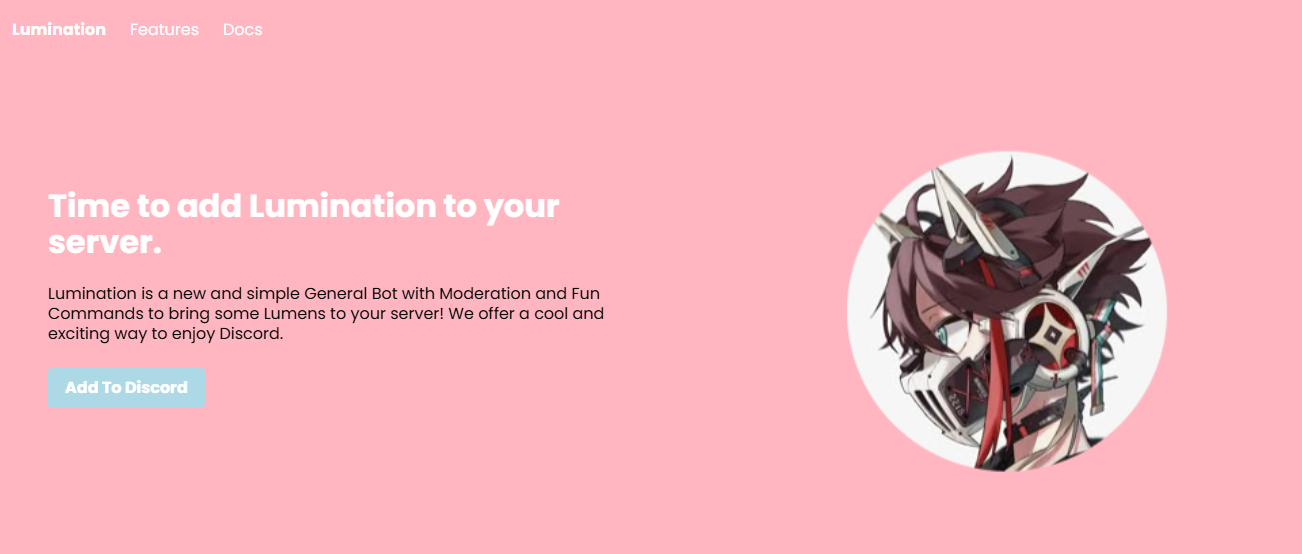 Lumination Features Docs
Time to add Lumination to your
server.
Lumination is a new and simple General Bot with Moderation and Fun
Commands to bring some Lumens to your server! We offer a cool and
exciting way to enjoy Discord.
Add To Discord
2215